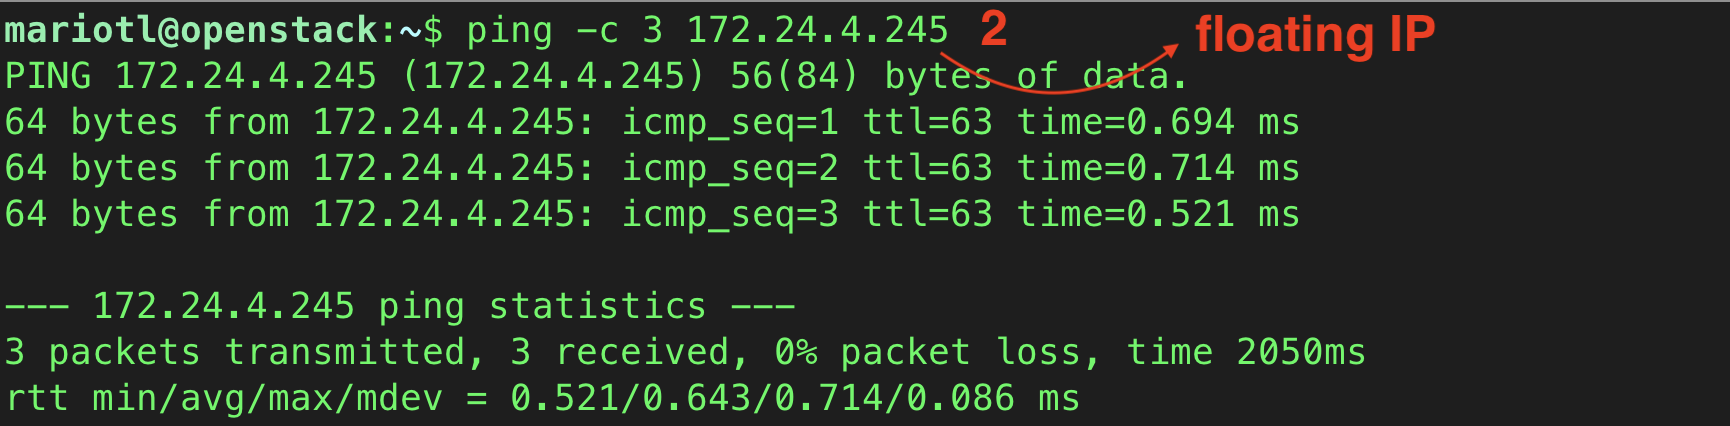 mariotl@openstack:~$ ping -c 3 172.24.4.245 2 floating IP
PING 172.24.4.245 (172.24.4.245) 56(84) bytes of data.
64 bytes from 172.24.4.245: icmp_seq=1 ttl=63 time=0.694 ms
64 bytes from 172.24.4.245: icmp_seq=2 ttl=63 time=0.714 ms
64 bytes from 172.24.4.245: icmp_seq=3 ttl=63 time=0.521 ms
--- 172.24.4.245 ping statistics ---
3 packets transmitted, 3 received, 0% packet loss, time 2050ms
rtt min/avg/max/mdev = 0.521/0.643/0.714/0.086 ms